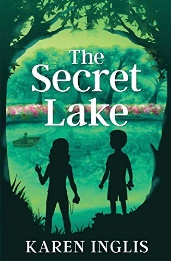 The
Secret
Lake
KAREN INGLIS